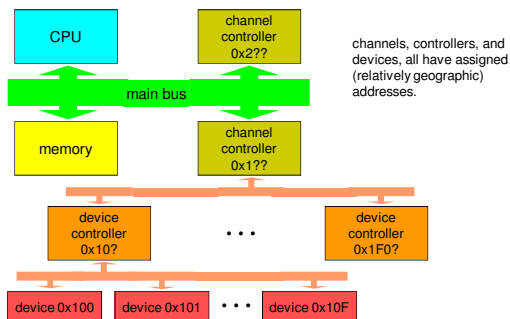 CPU
channel
controller
0x2??
channels, controllers, and
devices, all have assigned
(relatively geographic)
addresses.
main bus
memory
channel
controller
0x1??
device
controller
0x10?
• • •
device
controller
0x1F0?
device 0x100
device 0x101
• • •
device 0x10F